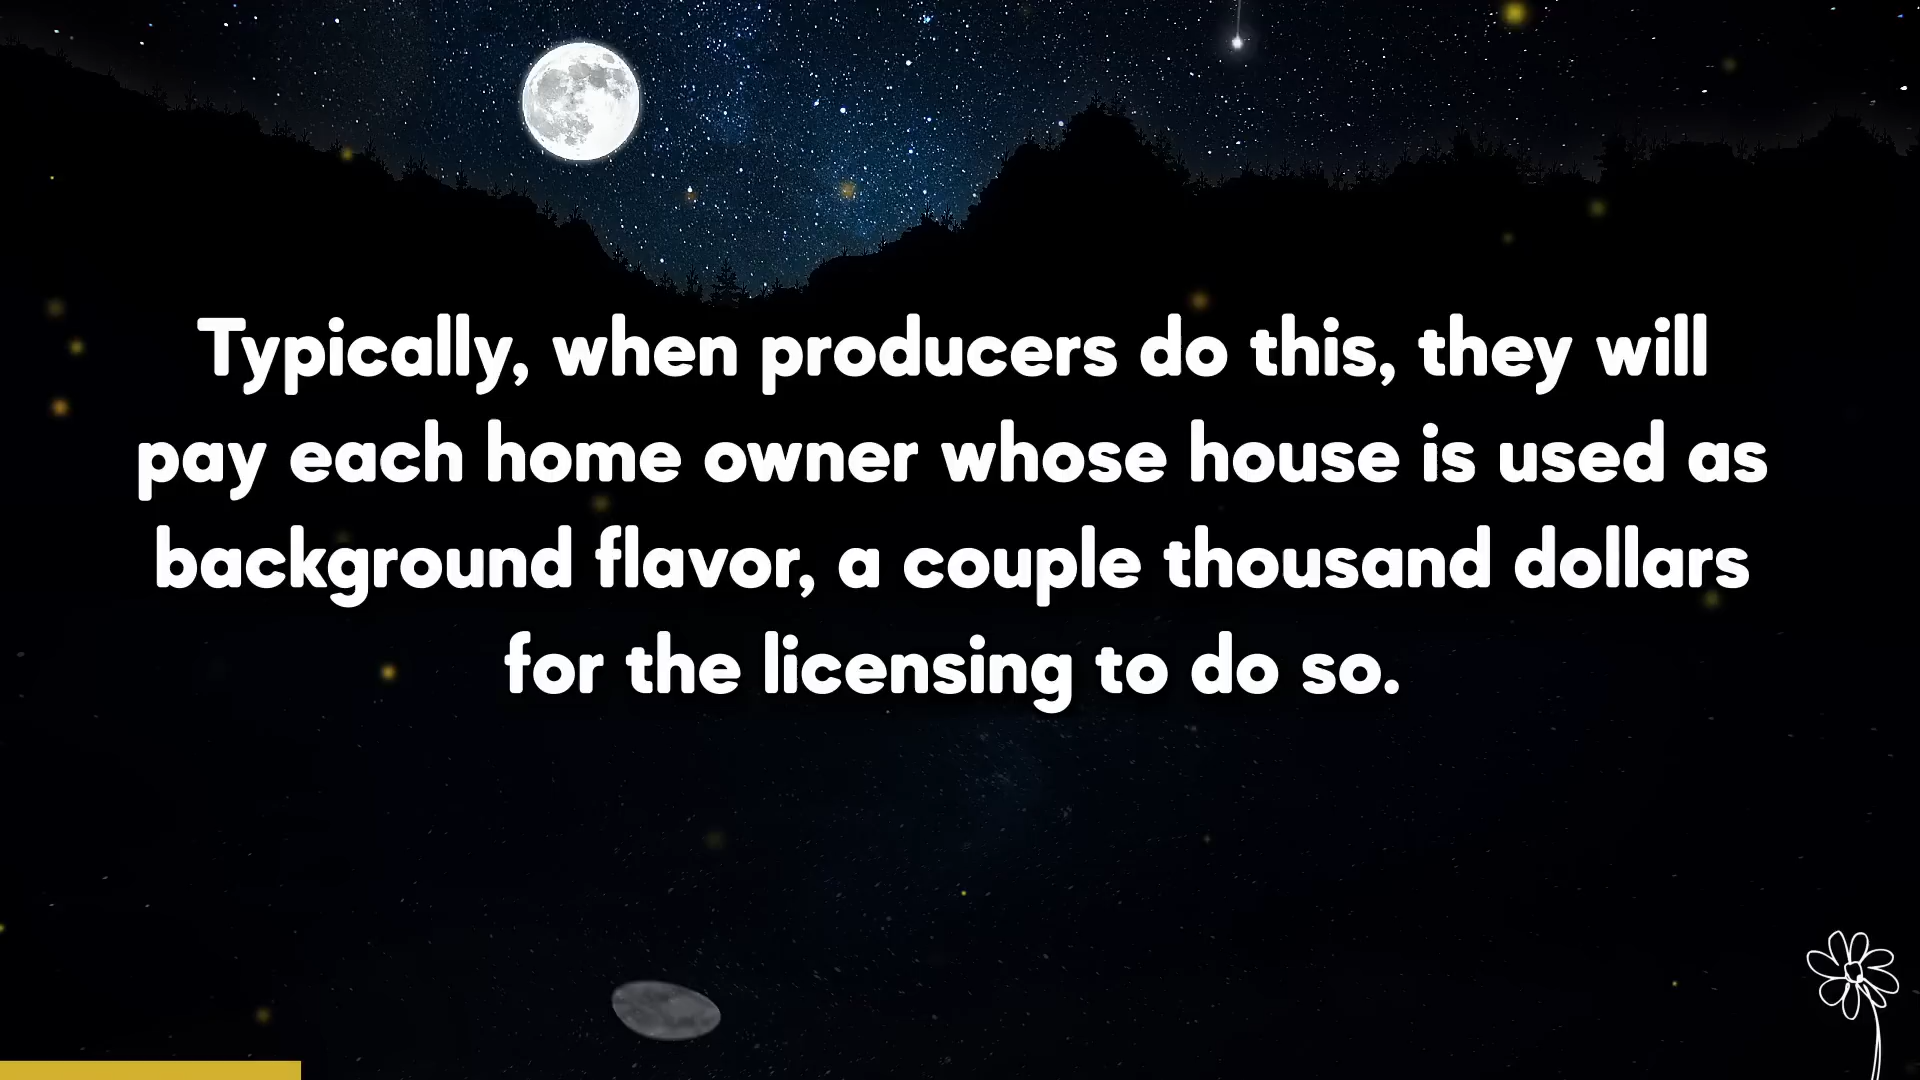 Typically, when producers do this, they will
pay each home owner whose house is used as
background flavor, a couple thousand dollars
for the licensing to do so.